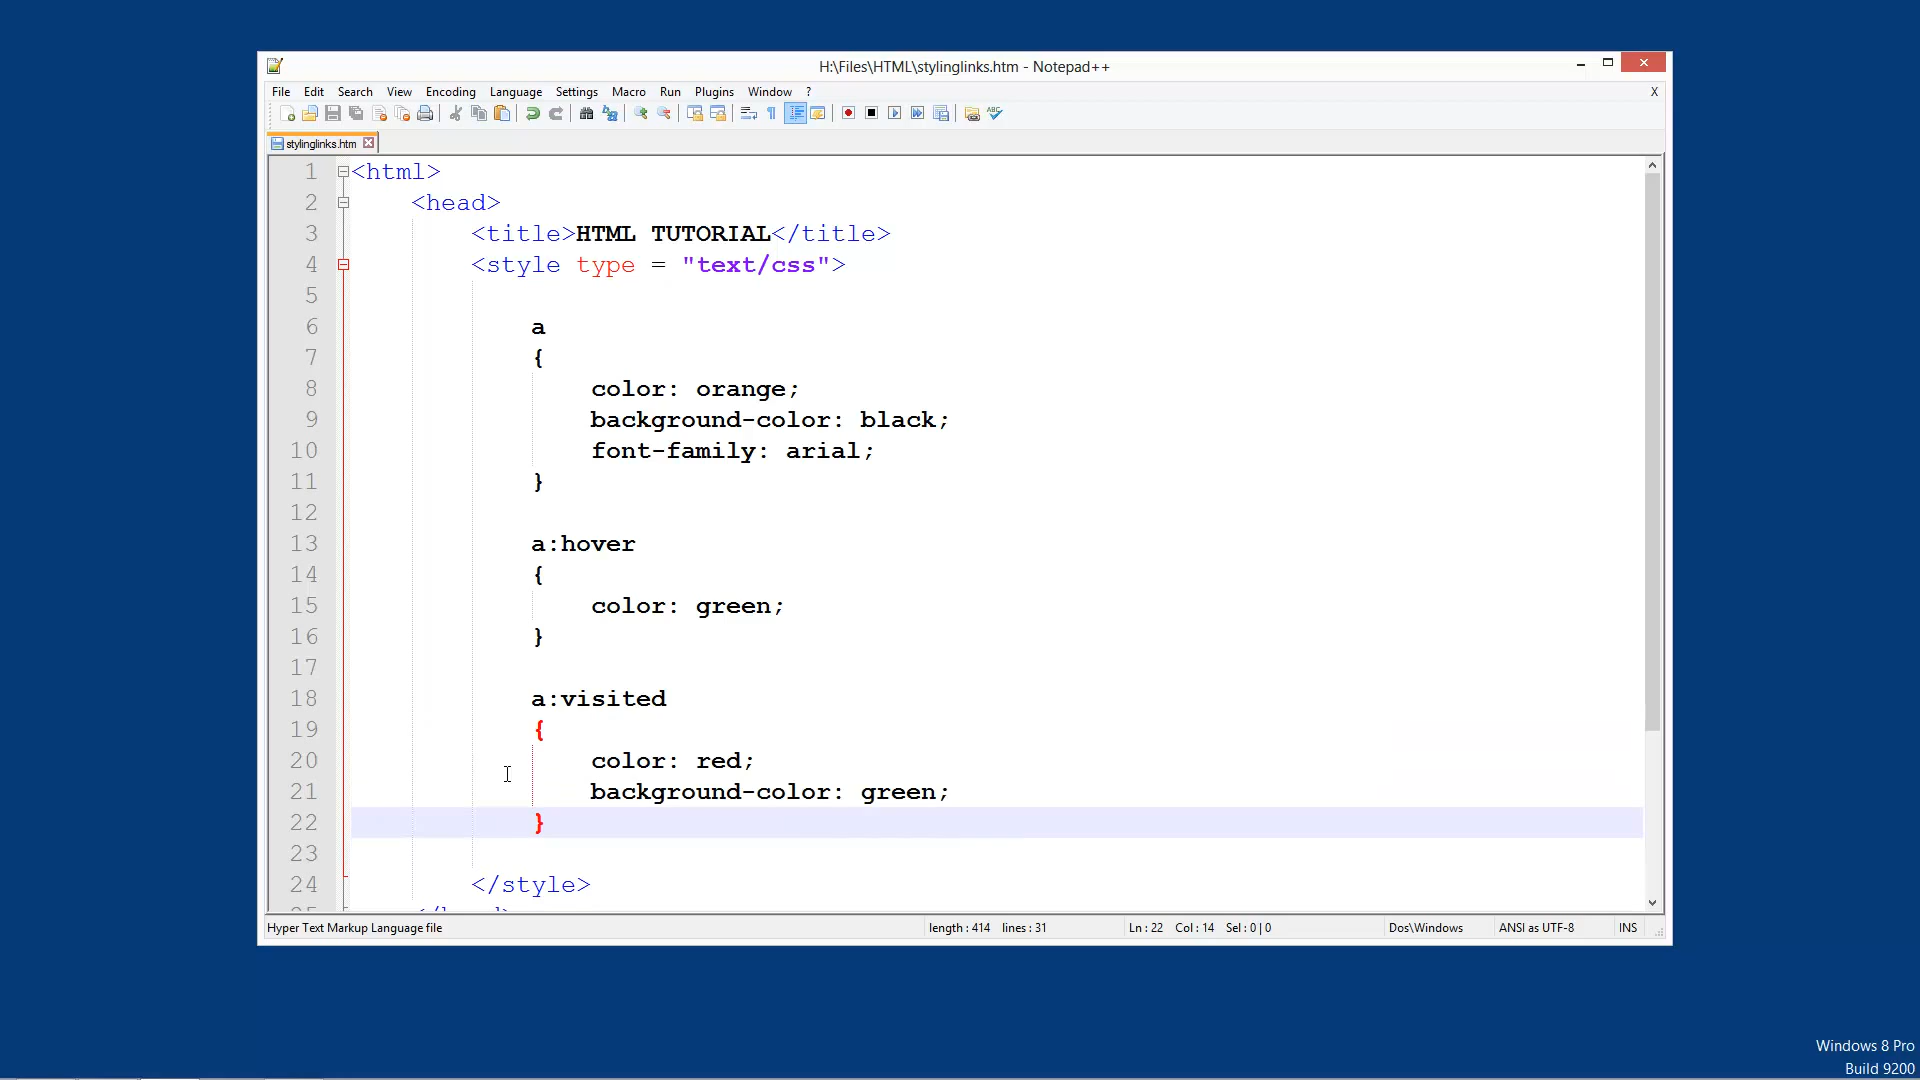 H:\Files\HTML\stylinglinks.htm - Notepad++
File Edit Search View Encoding Language Settings Macro Run Plugins Window ? X
stylinglinks.htm
1 <html>
2 <head>
3 <title>HTML TUTORIAL</title>
4 <style type = "text/css">
5
6 a
7 {
8 color: orange;
9 background-color: black;
10 font-family: arial;
11 }
12
13 a:hover
14 {
15 color: green;
16 }
17
18 a:visited
19 {
20 color: red;
21 background-color: green;
22 }
23
24 </style>
Hyper Text Markup Language file length : 414 lines : 31 Ln : 22 Col : 14 Sel : 0 | 0 Dos\Windows ANSI as UTF-8 INS
Windows 8 Pro
Build 9200